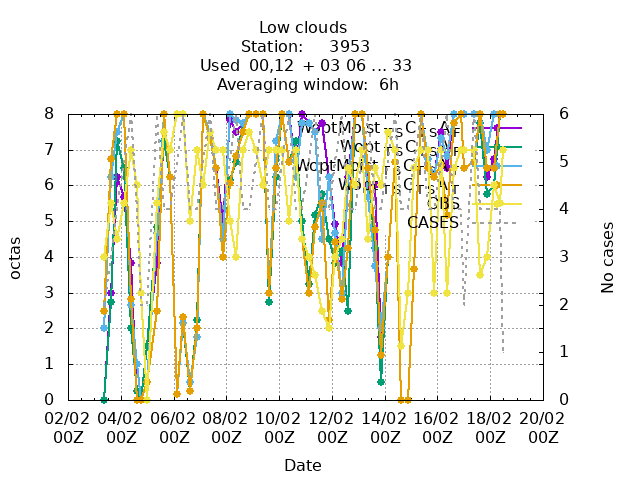 Low clouds
Station: 3953
Used 00,12 + 03 06 ... 33
Averaging window: 6h
8
7
6
5
4
3
2
1
0
6
5
4
3
2
1
0
octas
No cases
OBS
CASES
02/02 04/02 06/02 08/02 10/02 12/02 14/02 16/02 18/02 20/02
00Z 00Z 00Z 00Z 00Z 00Z 00Z 00Z 00Z 00Z
Date